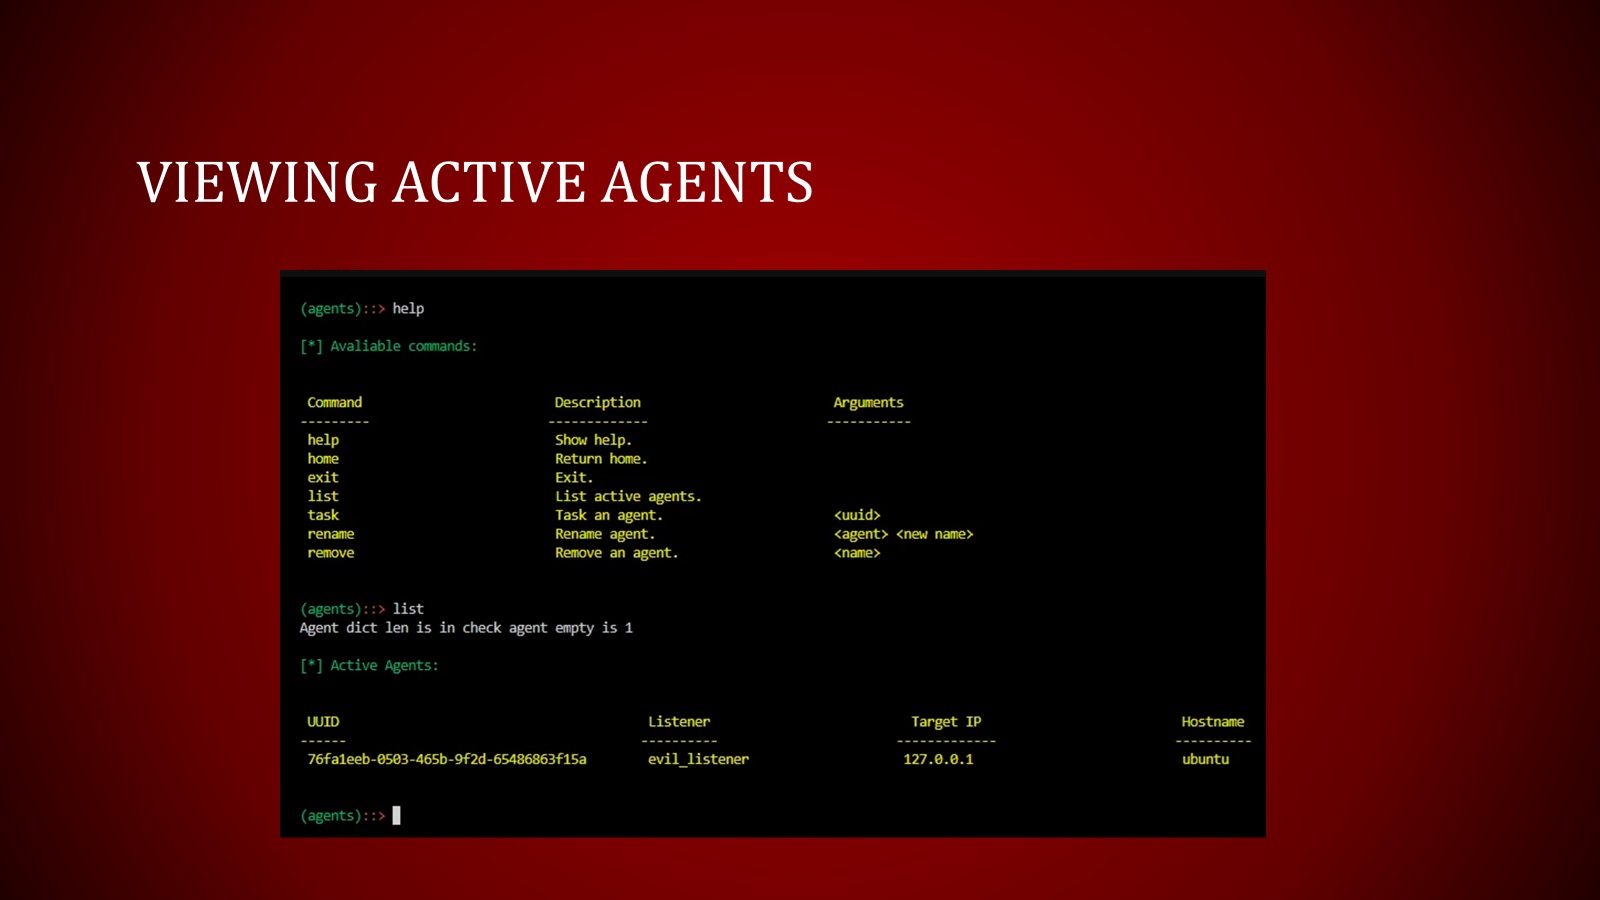 VIEWING ACTIVE AGENTS
(agents)::> help
[*] Avaliable commands:
Command Description Arguments
--------- ------------- -----------
help Show help.
home Return home.
exit Exit.
list List active agents.
task Task an agent. <uuid>
rename Rename agent. <agent> <new name>
remove Remove an agent. <name>
(agents)::> list
Agent dict len is in check agent empty is 1
[*] Active Agents:
UUID Listener Target IP Hostname
------ ---------- ------------- ----------
76fa1eeb-0503-465b-9f2d-65486863f15a evil_listener 127.0.0.1 ubuntu
(agents)::>